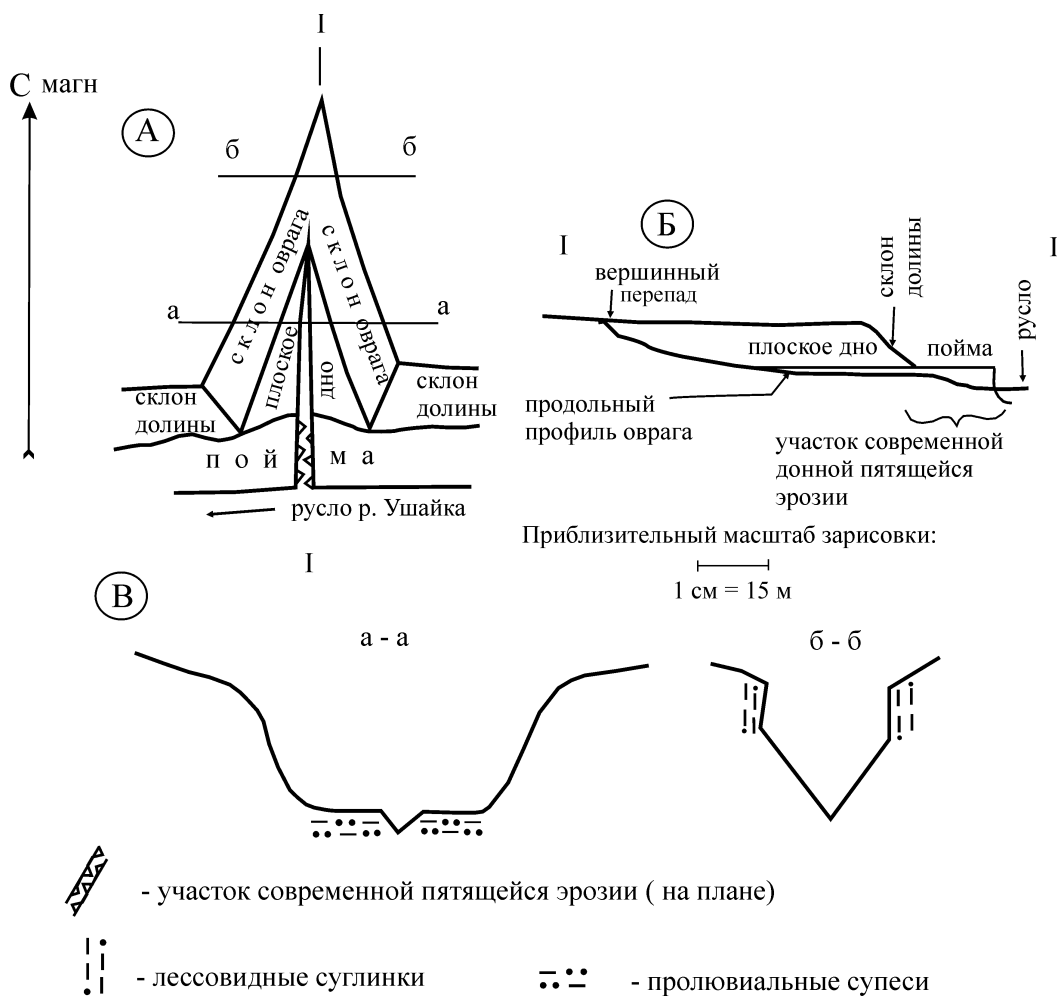 I
С магн
А
б б
склон оврага
склон оврага
а а
плоское
дно
склон
долины
склон
долины
пойма
русло р. Ушайка
I
Б
I I
вершинный
перепад
склон
долины
русло
плоское дно
пойма
продольный
профиль оврага
участок современной
донной пятящейся
эрозии
Приблизительный масштаб зарисовки:
1 см = 15 м
В
а - а
б - б
- участок современной пятящейся эрозии ( на плане)
- лессовидные суглинки
- пролювиальные супеси